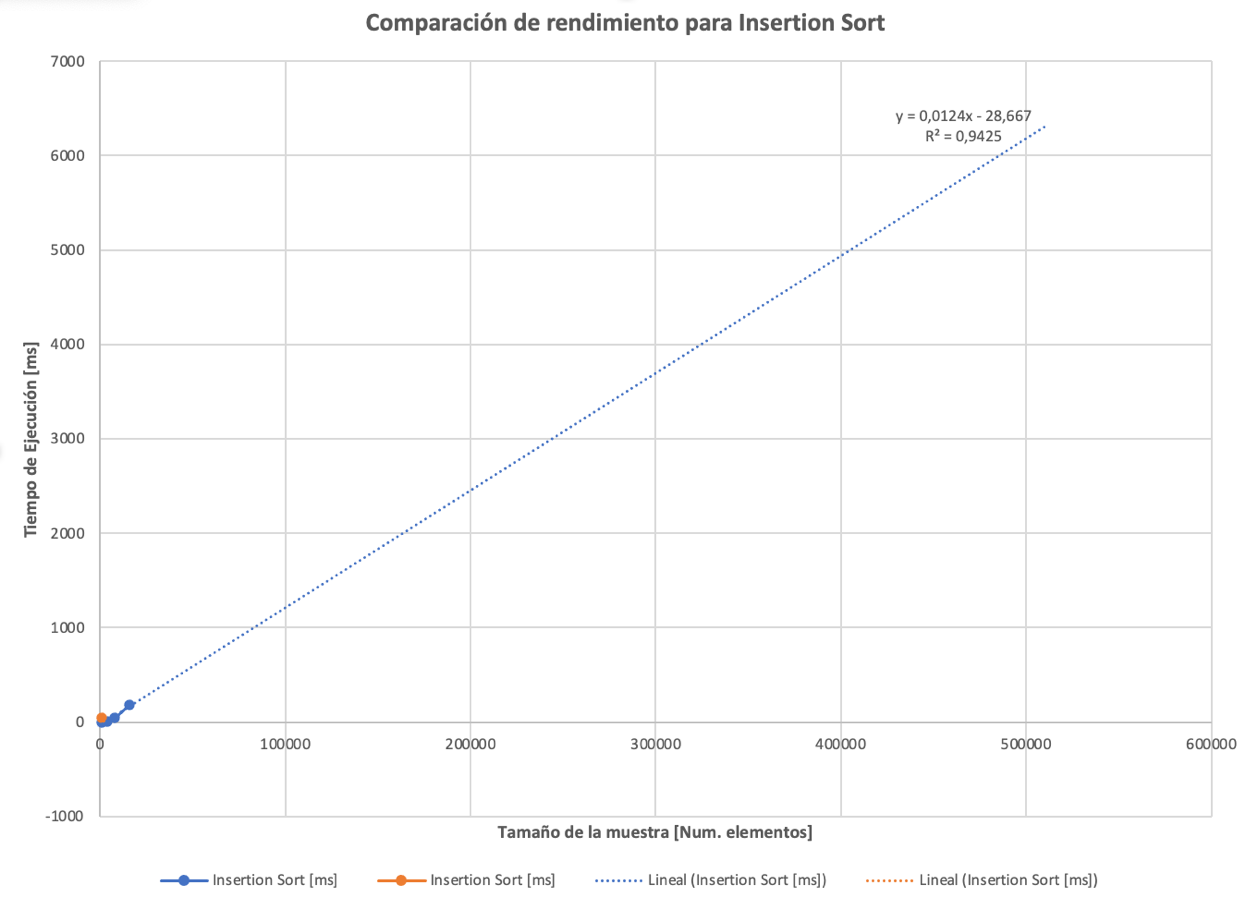 Comparación de rendimiento para Insertion Sort
7000
6000
5000
4000
3000
2000
1000
0
-1000
Tiempo de Ejecución [ms]
y = 0,0124x - 28,667
R² = 0,9425
0 100000 200000 300000 400000 500000 600000
Tamaño de la muestra [Num. elementos]
Insertion Sort [ms] Insertion Sort [ms] Lineal (Insertion Sort [ms]) Lineal (Insertion Sort [ms])